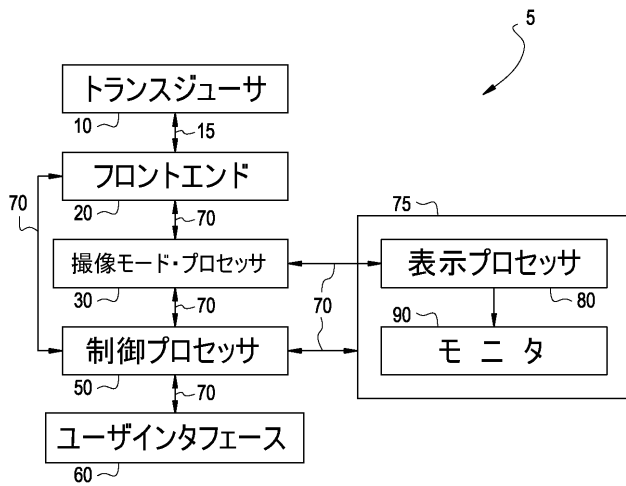 5
トランスジューサ
10
15
フロントエンド
70
20
70
75
撮像モード・プロセッサ
表示プロセッサ
30
70
70
80
90
制御プロセッサ
モニタ
50
70
ユーザインタフェース
60